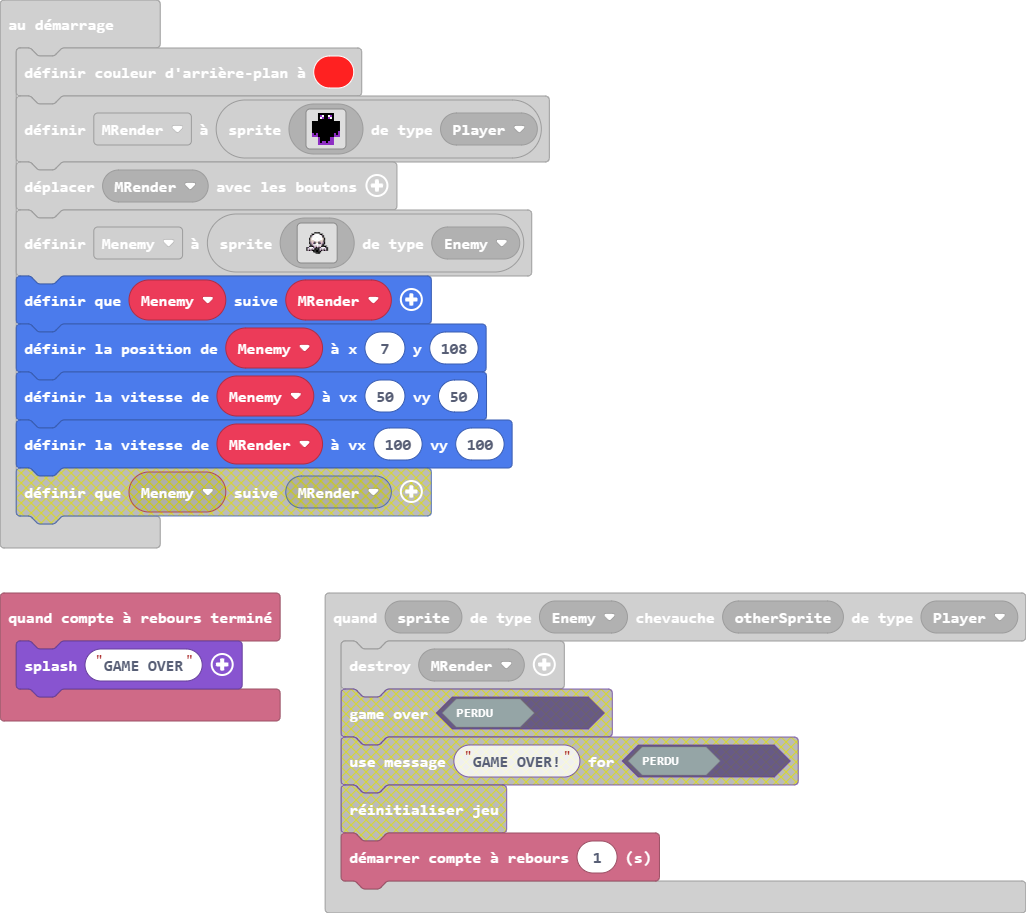 au démarrage
définir couleur d'arrière-plan à
définir MRender à sprite de type Player
déplacer MRender avec les boutons
définir Menemy à sprite de type Enemy
définir que Menemy suive MRender
définir la position de Menemy à x 7 y 108
définir la vitesse de Menemy à vx 50 vy 50
définir la vitesse de MRender à vx 100 vy 100
définir que Menemy suive MRender
quand compte à rebours terminé
splash "GAME OVER"
quand sprite de type Enemy chevauche otherSprite de type Player
destroy MRender
game over PERDU
use message "GAME OVER!" for PERDU
réinitialiser jeu
démarrer compte à rebours 1 (s)